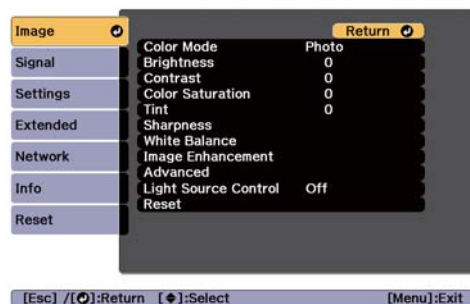 Image
Signal
Settings
Extended
Network
Info
Reset
Return
Color Mode Photo
Brightness 0
Contrast 0
Color Saturation 0
Tint 0
Sharpness
White Balance
Image Enhancement
Advanced
Light Source Control Off
Reset
[Esc] /[ ]:Return [ ]:Select [Menu]:Exit